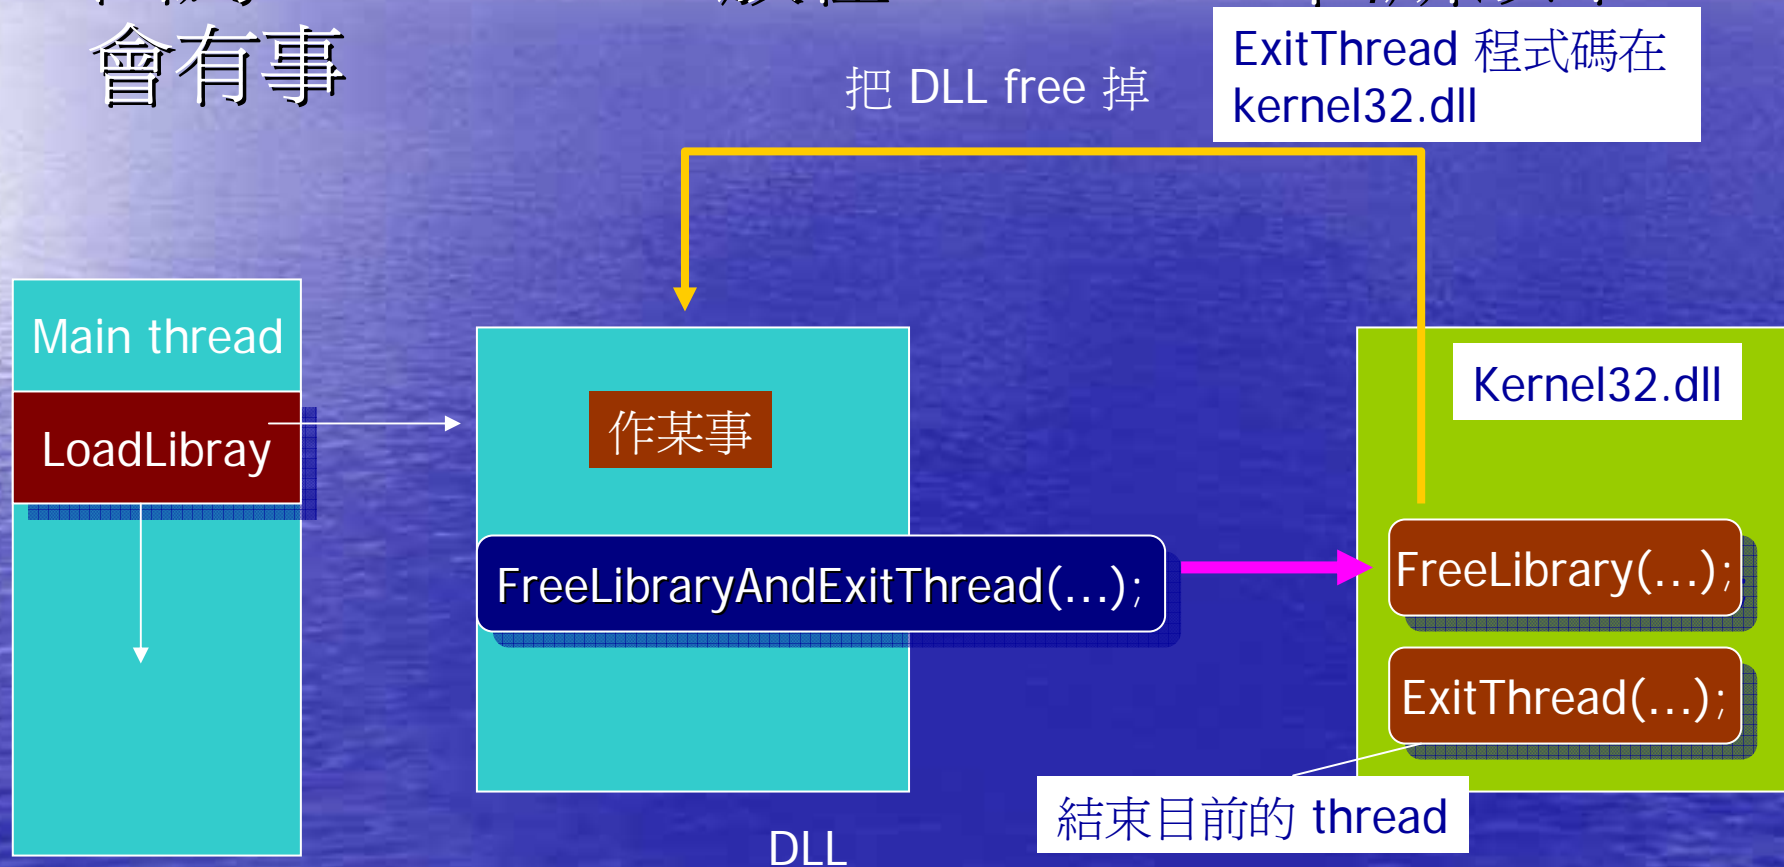 會有事
把 DLL free 掉
ExitThread 程式碼在
kernel32.dll
Main thread
LoadLibray
作某事
FreeLibraryAndExitThread(...);
Kernel32.dll
FreeLibrary(...);
ExitThread(...);
結束目前的 thread
DLL